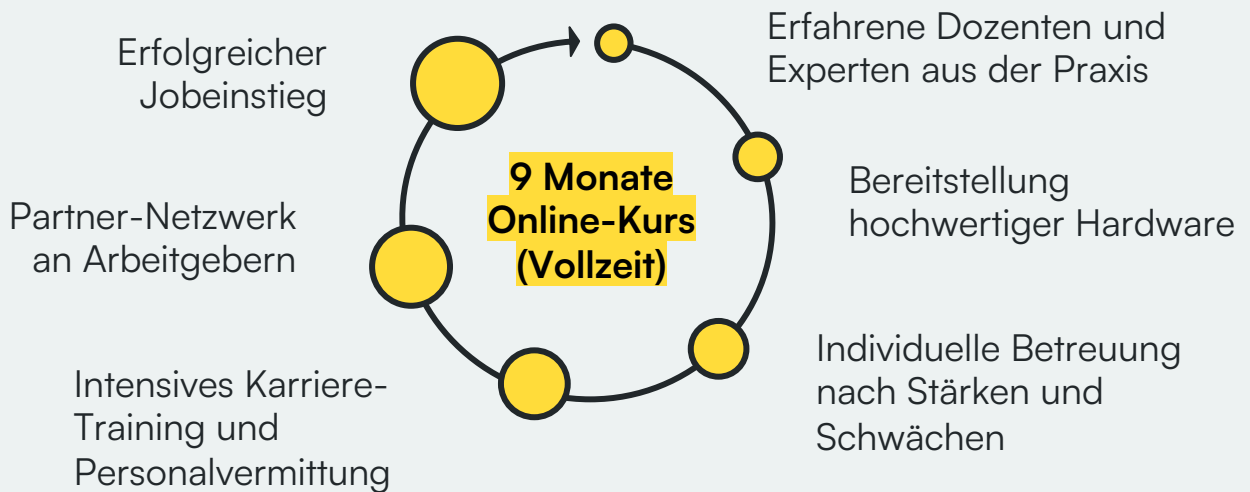 Erfahrene Dozenten und
Experten aus der Praxis
Bereitstellung
hochwertiger Hardware
Individuelle Betreuung
nach Stärken und
Schwächen
Intensives Karriere-
Training und
Personalvermittung
Partner-Netzwerk
an Arbeitgebern
Erfolgreicher
Jobeinstieg
9 Monate
Online-Kurs
(Vollzeit)